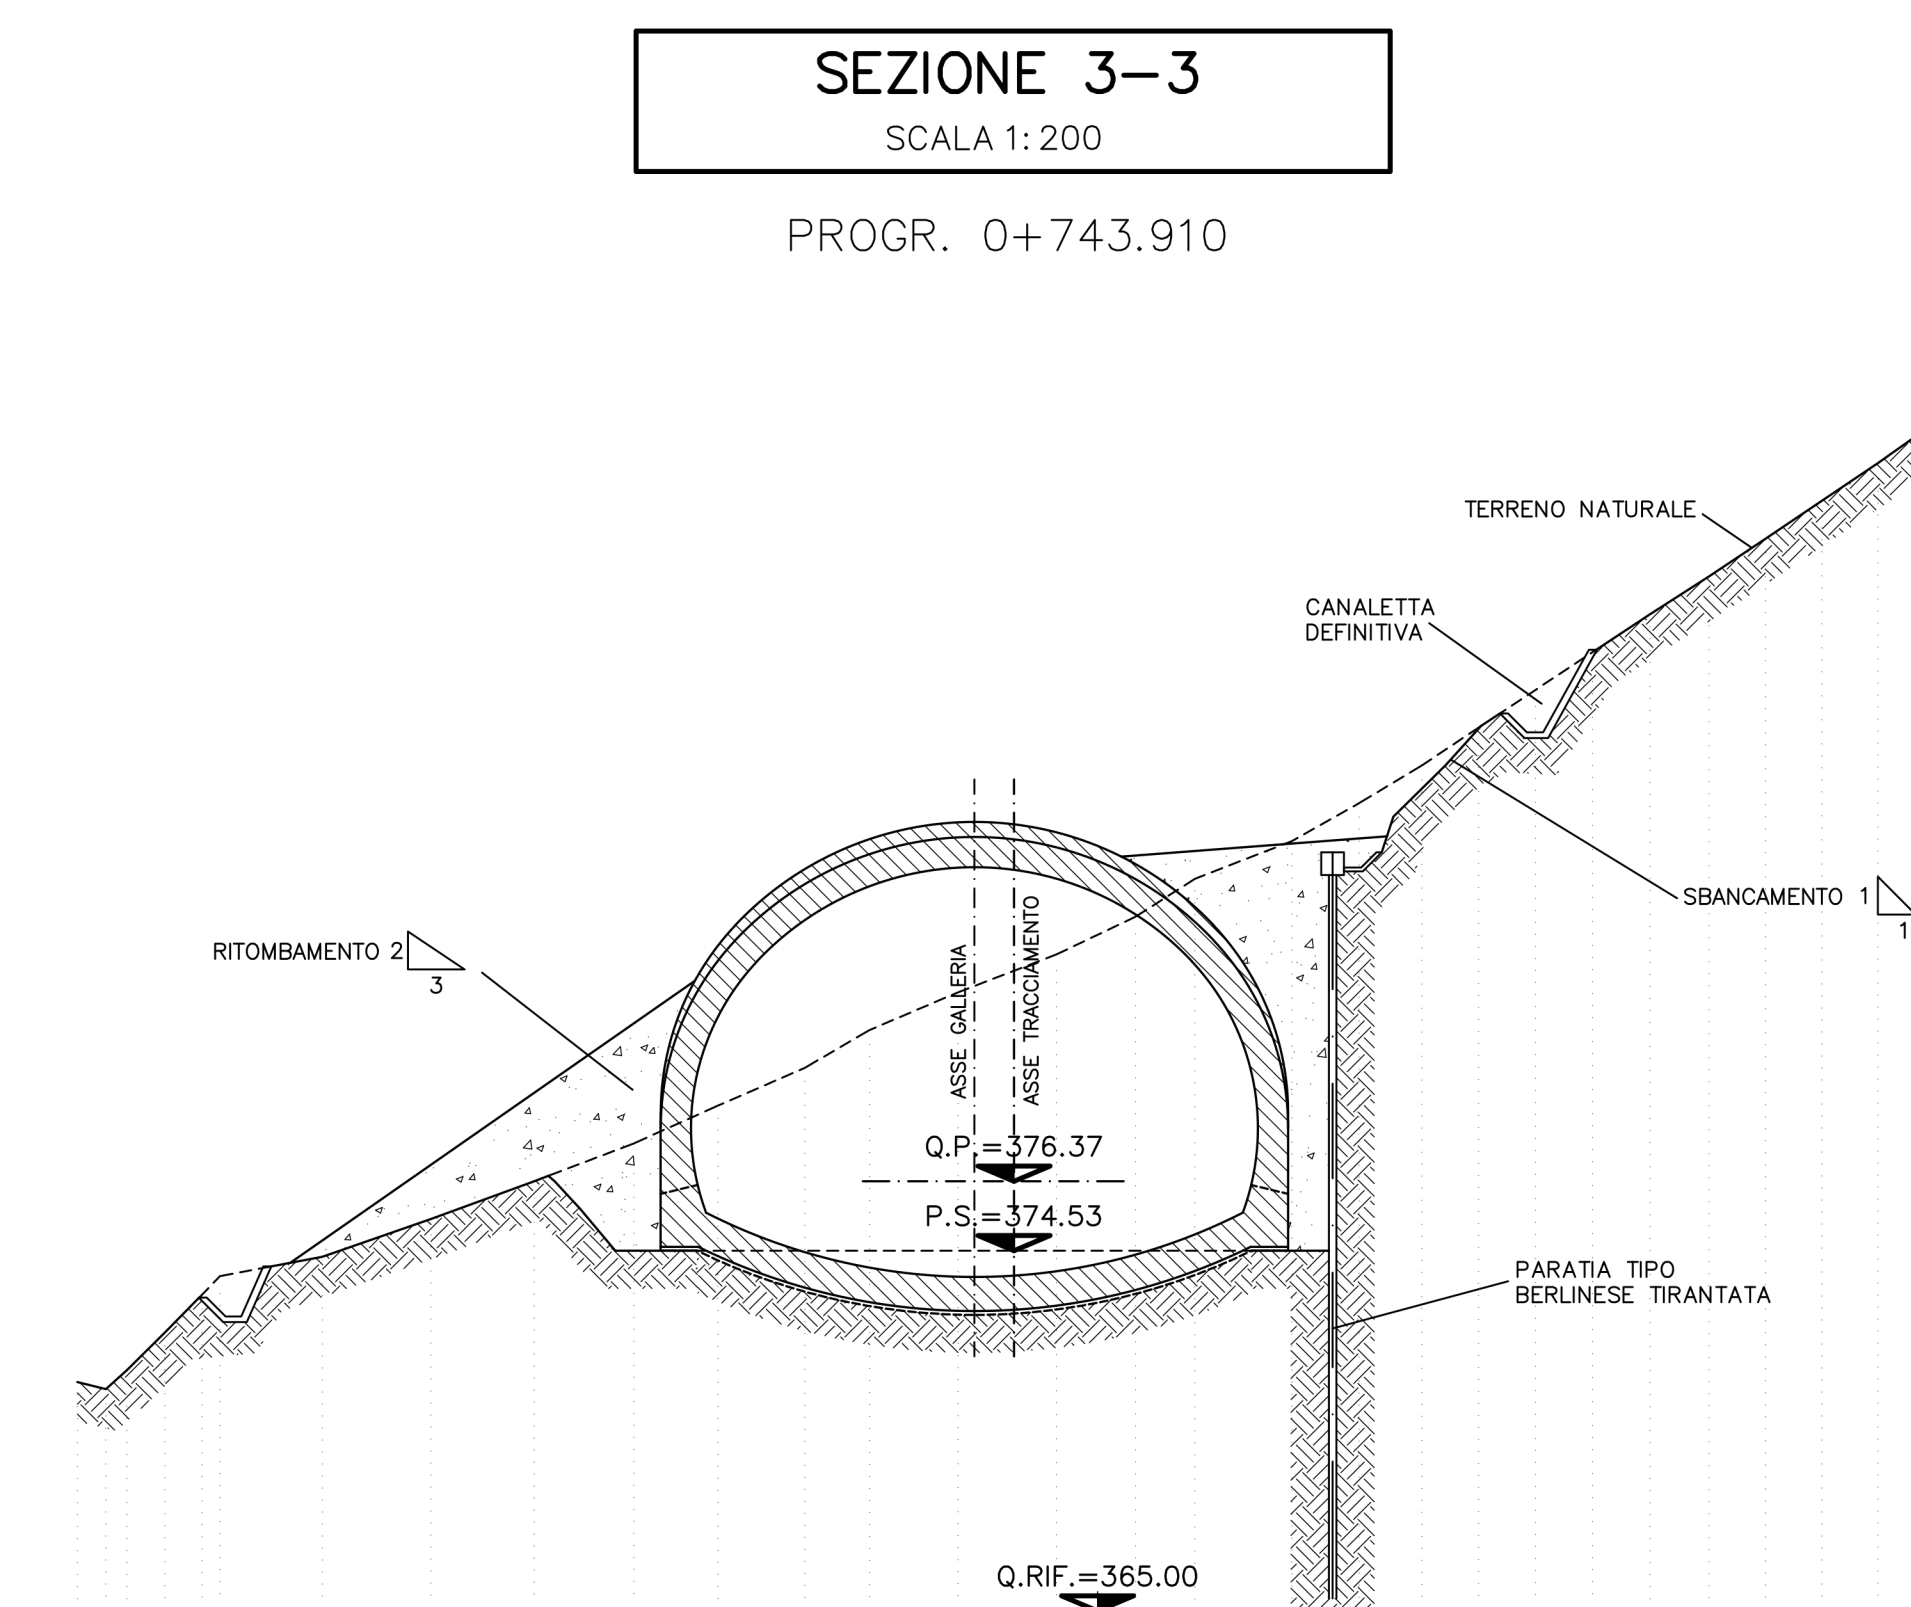 SEZIONE 3-3
SCALA 1:200
PROGR. 0+743.910
TERRENO NATURALE
CANALETTA
DEFINITIVA
SBANCAMENTO 1
1
RITOMBAMENTO 2
3
ASSE GALLERIA
ASSE TRACCIAMENTO
Q.P.=376.37
P.S.=374.53
PARATIA TIPO
BERLINESE TIRANTATA
Q.RIF.=365.00